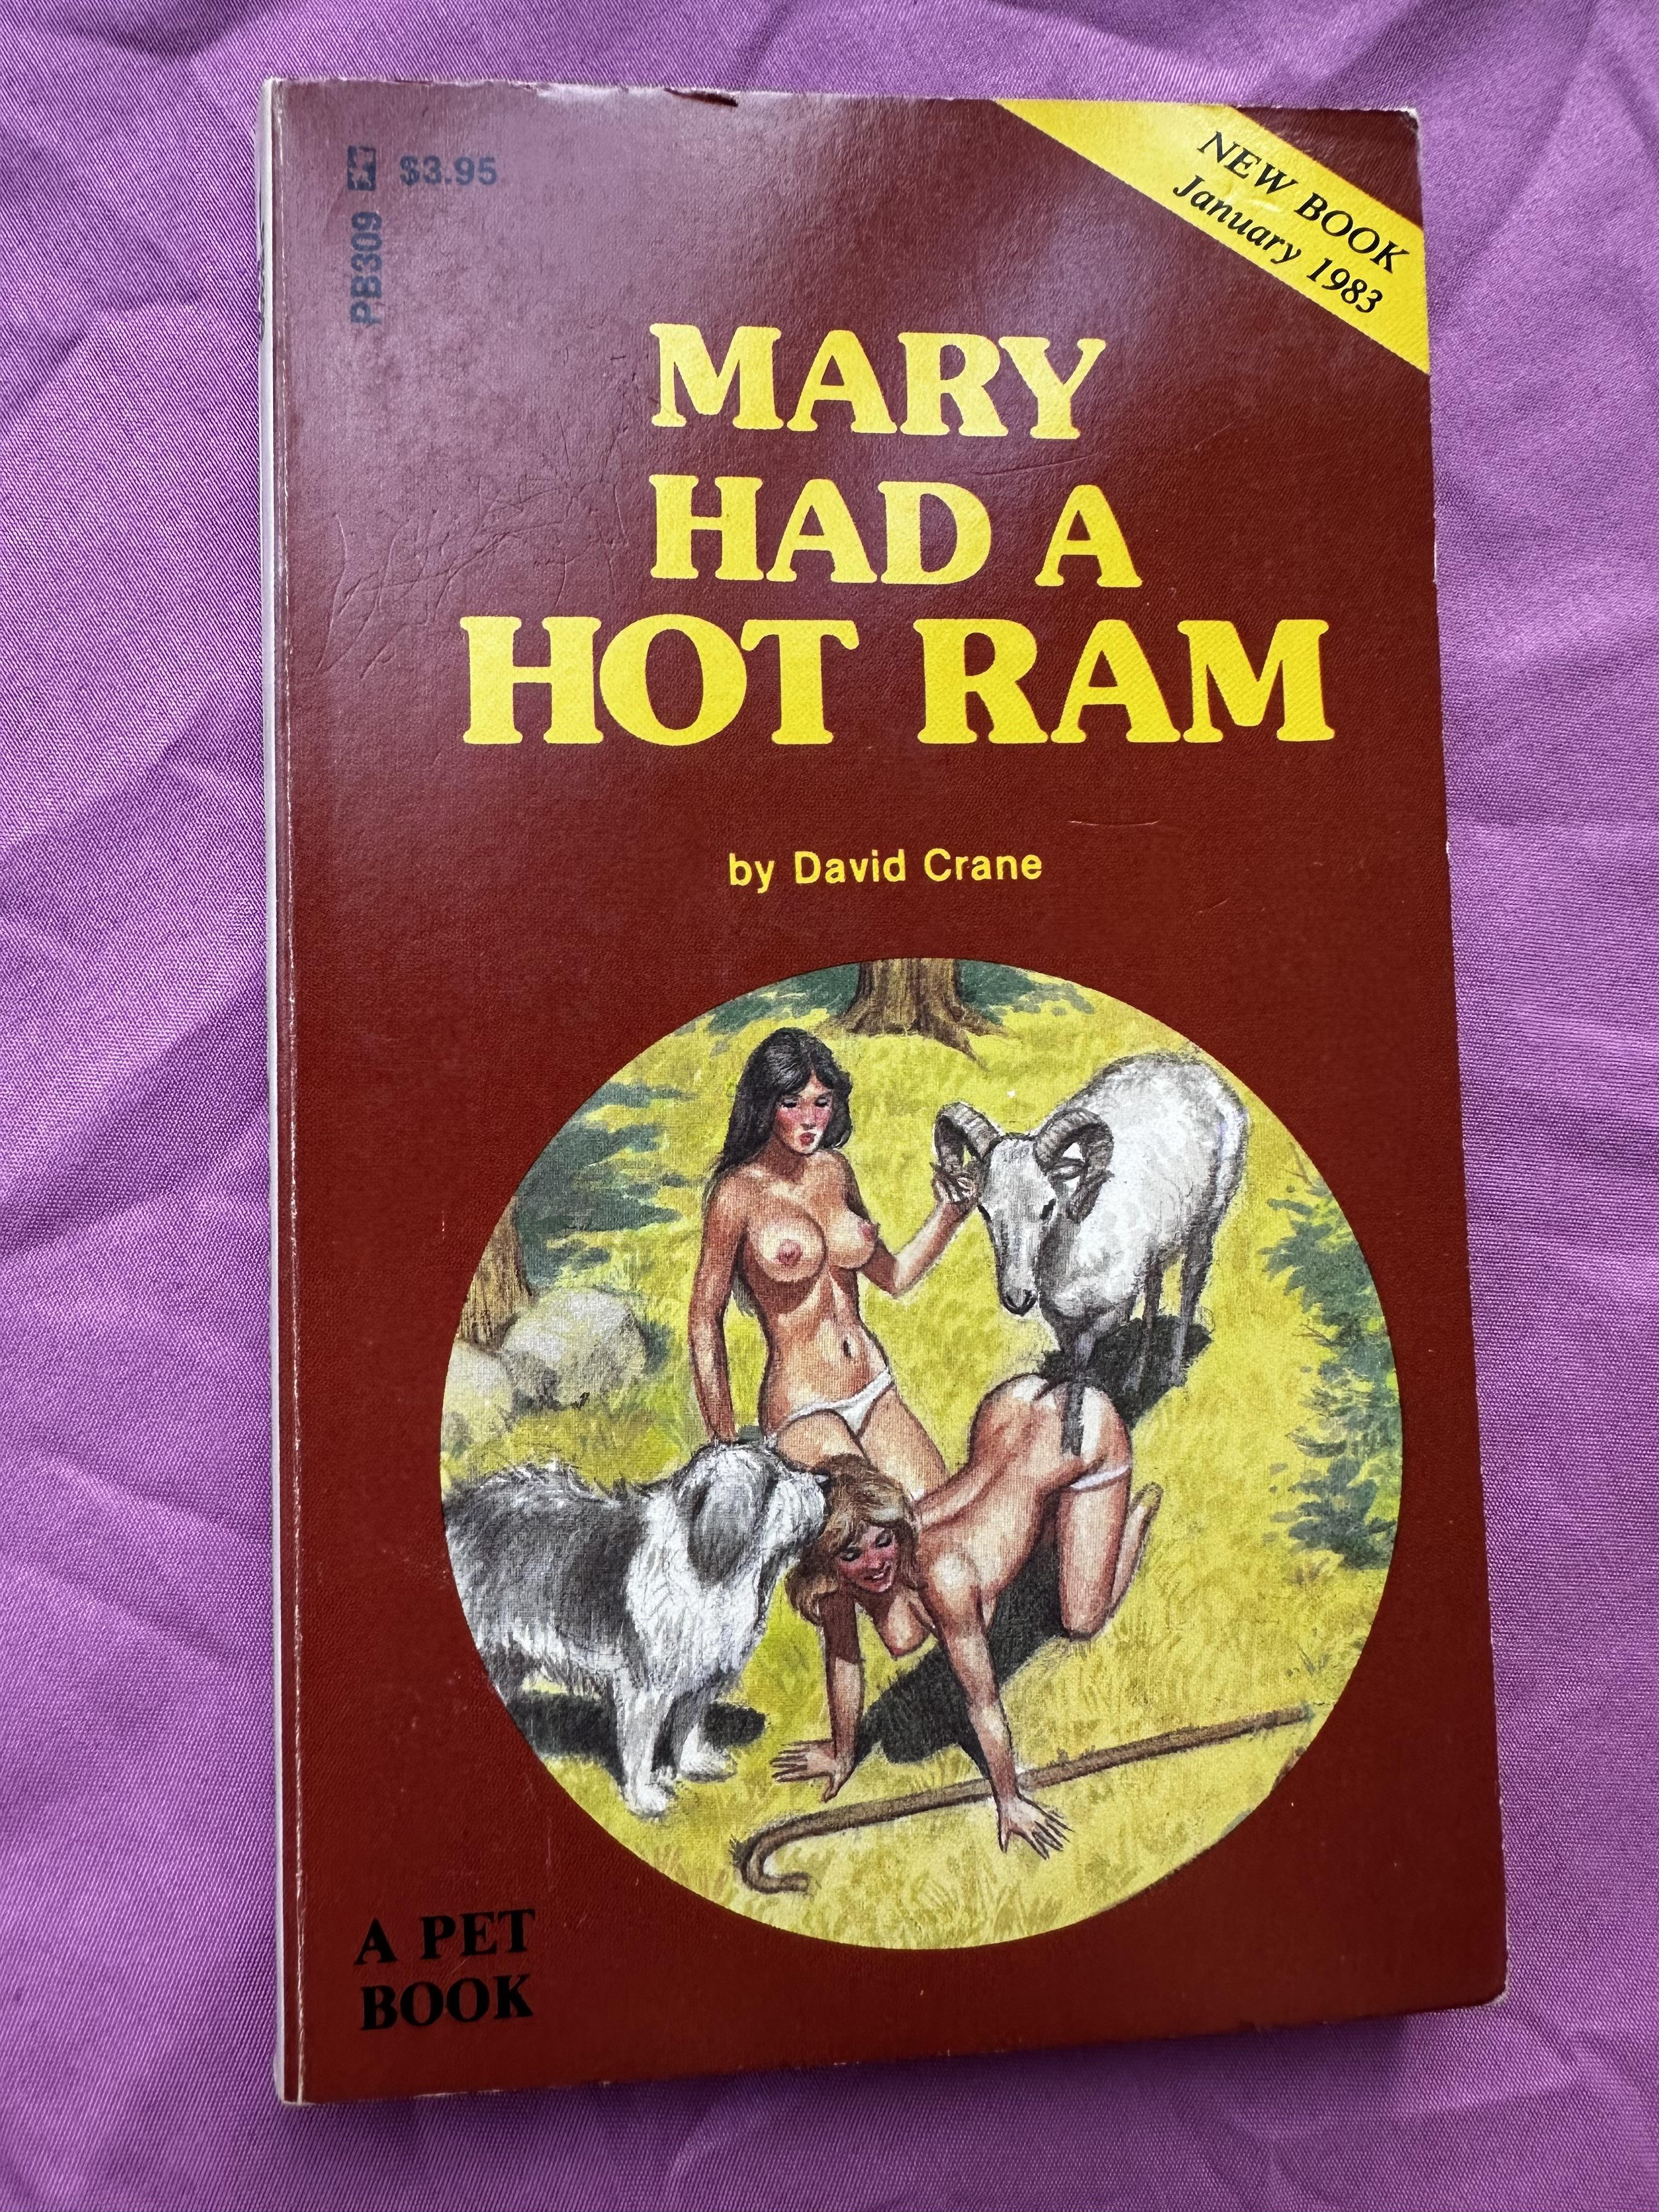 $3.95
PB309
NEW BOOK
January 1983
MARY
HAD A
HOT RAM
by David Crane
A PET
BOOK